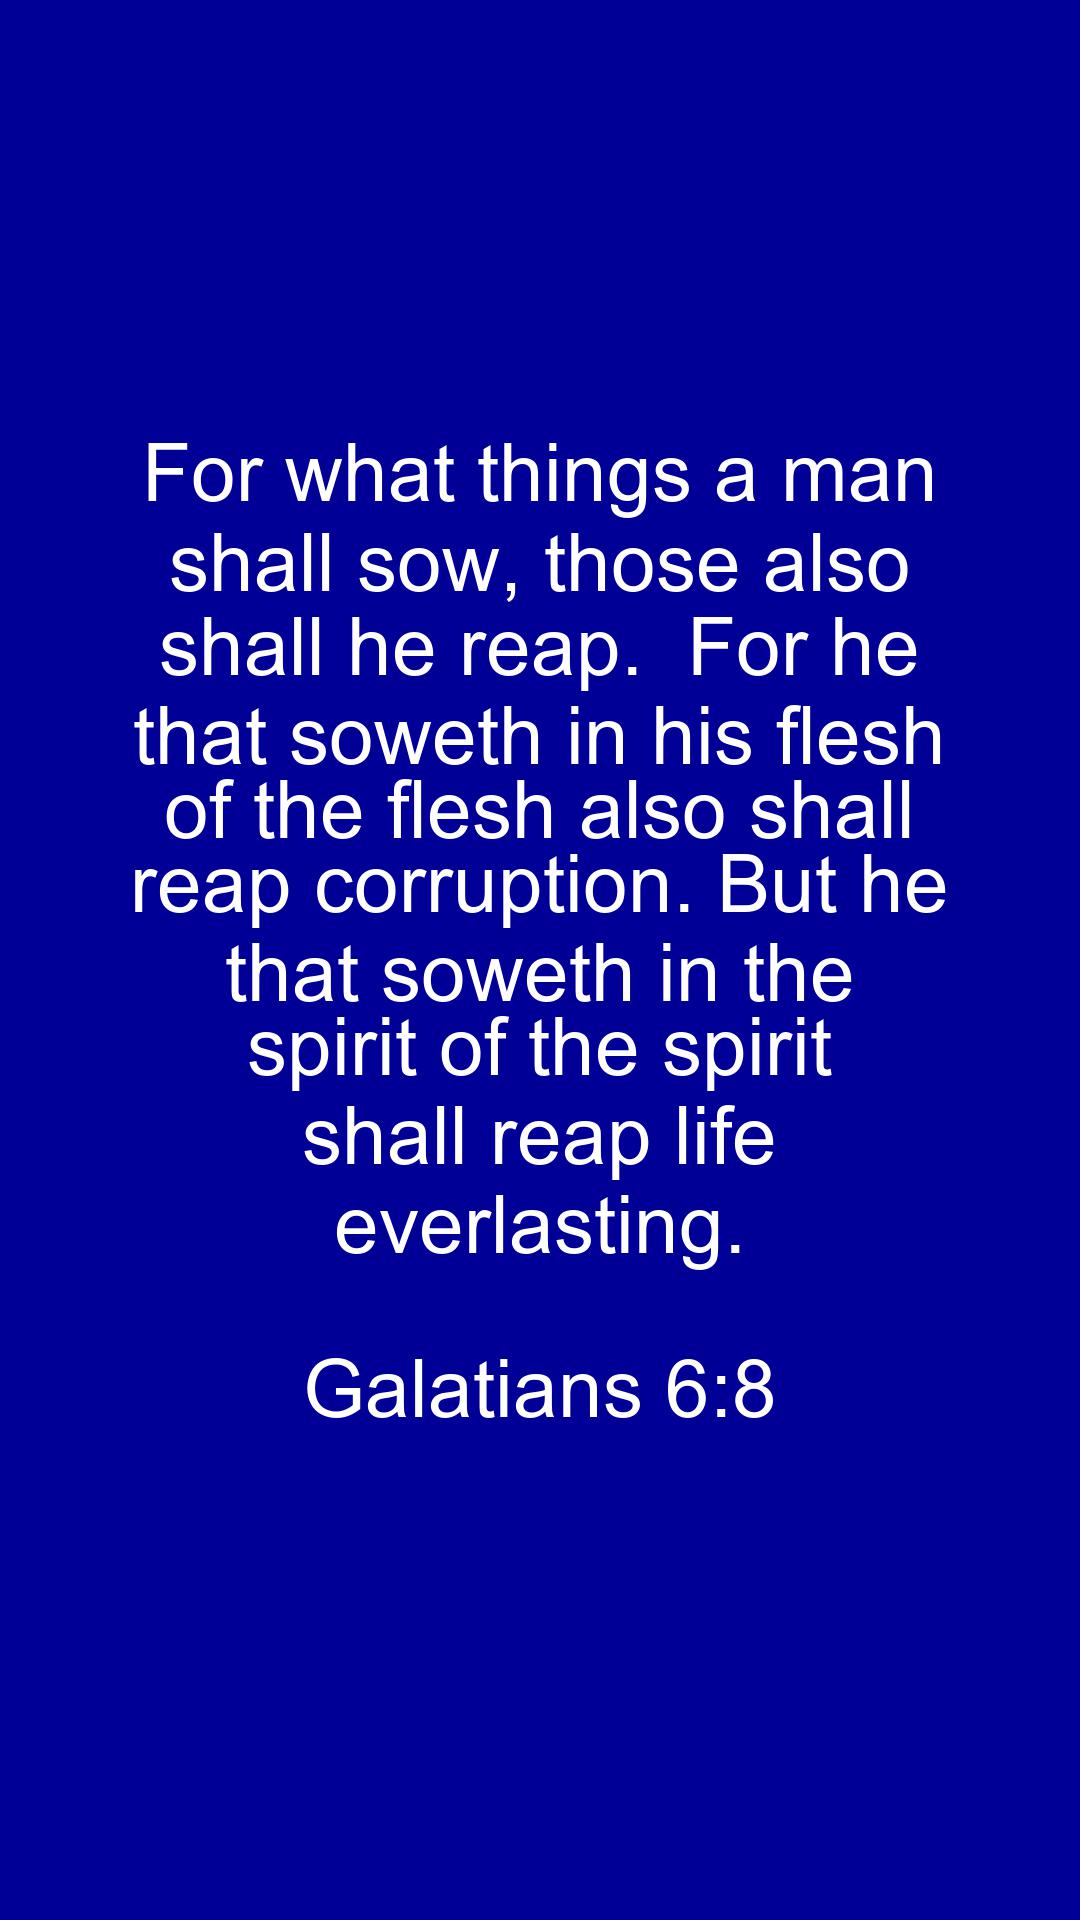 For what things a man
shall sow, those also
shall he reap.  For he
that soweth in his flesh
of the flesh also shall
reap corruption. But he
that soweth in the
spirit of the spirit
shall reap life
everlasting.
Galatians 6:8